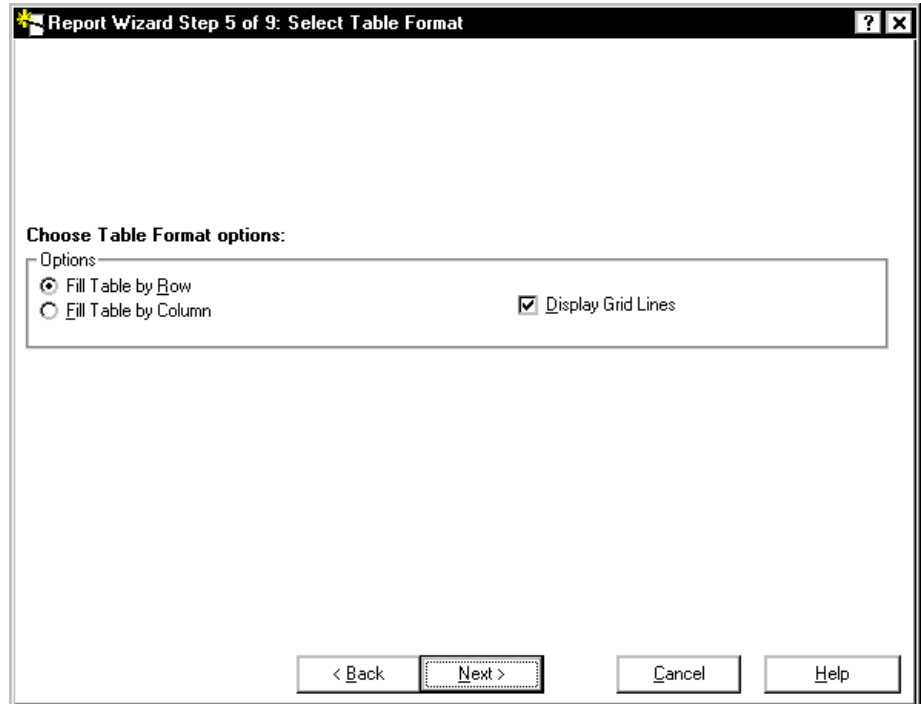 Report Wizard Step 5 of 9: Select Table Format
Choose Table Format options:
Options
Fill Table by Row
Fill Table by Column
Display Grid Lines
< Back
Next >
Cancel
Help